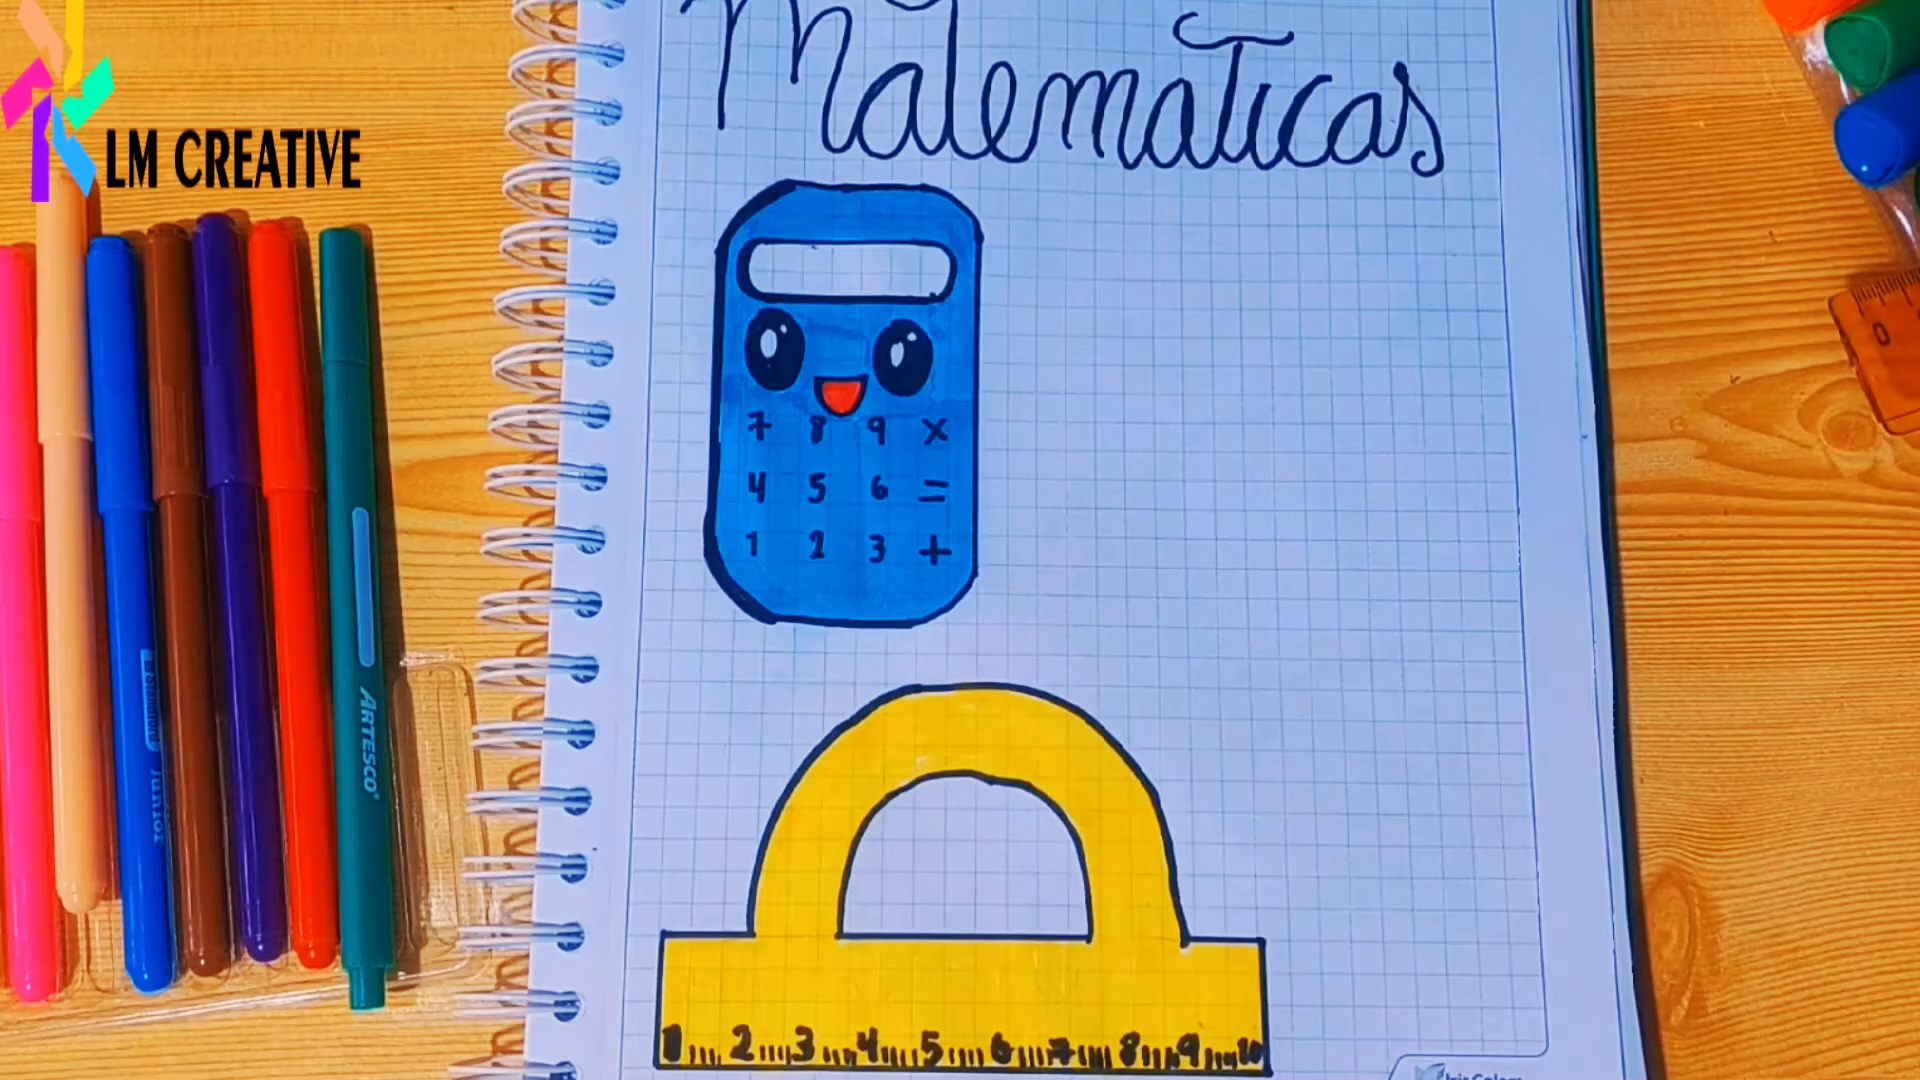 Matematicas
LM CREATIVE
7 8 9 x
4 5 6 =
1 2 3 +
ARTESCO
Junior
0
1 2 3 4 5 6 7 8 9 10